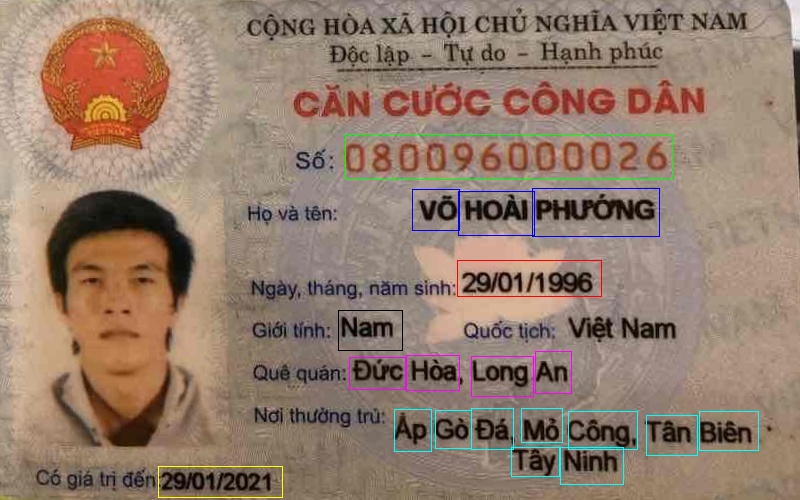 CỘNG HÒA XÃ HỘI CHỦ NGHĨA VIỆT NAM
Độc lập - Tự do - Hạnh phúc
CĂN CƯỚC CÔNG DÂN
Số: 080096000026
Họ và tên: VÕ HOÀI PHƯỚNG
Ngày, tháng, năm sinh: 29/01/1996
Giới tính: Nam Quốc tịch: Việt Nam
Quê quán: Đức Hòa, Long An
Nơi thường trú: Ấp Gò Đá, Mỏ Công, Tân Biên
Tây Ninh
Có giá trị đến 29/01/2021